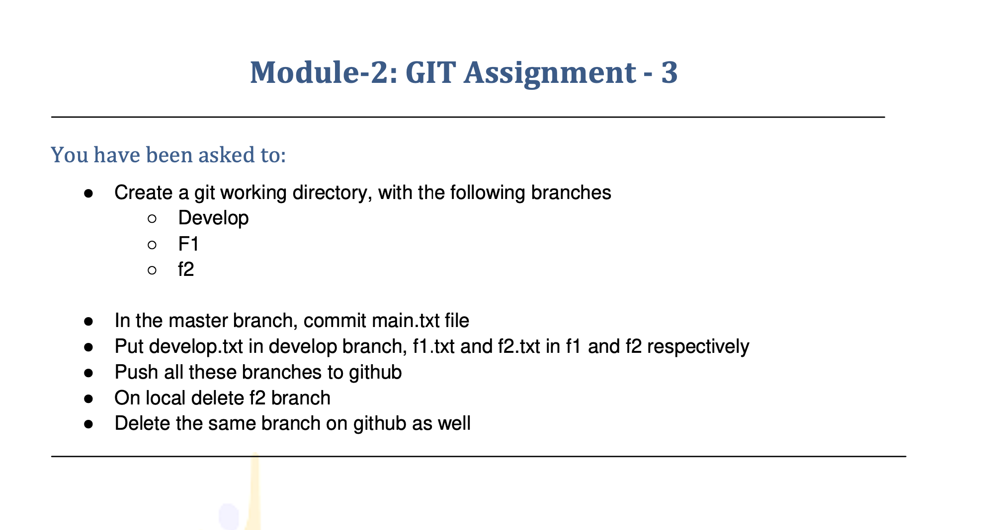 Module-2: GIT Assignment - 3
You have been asked to:
● Create a git working directory, with the following branches
○ Develop
○ F1
○ f2
● In the master branch, commit main.txt file
● Put develop.txt in develop branch, f1.txt and f2.txt in f1 and f2 respectively
● Push all these branches to github
● On local delete f2 branch
● Delete the same branch on github as well